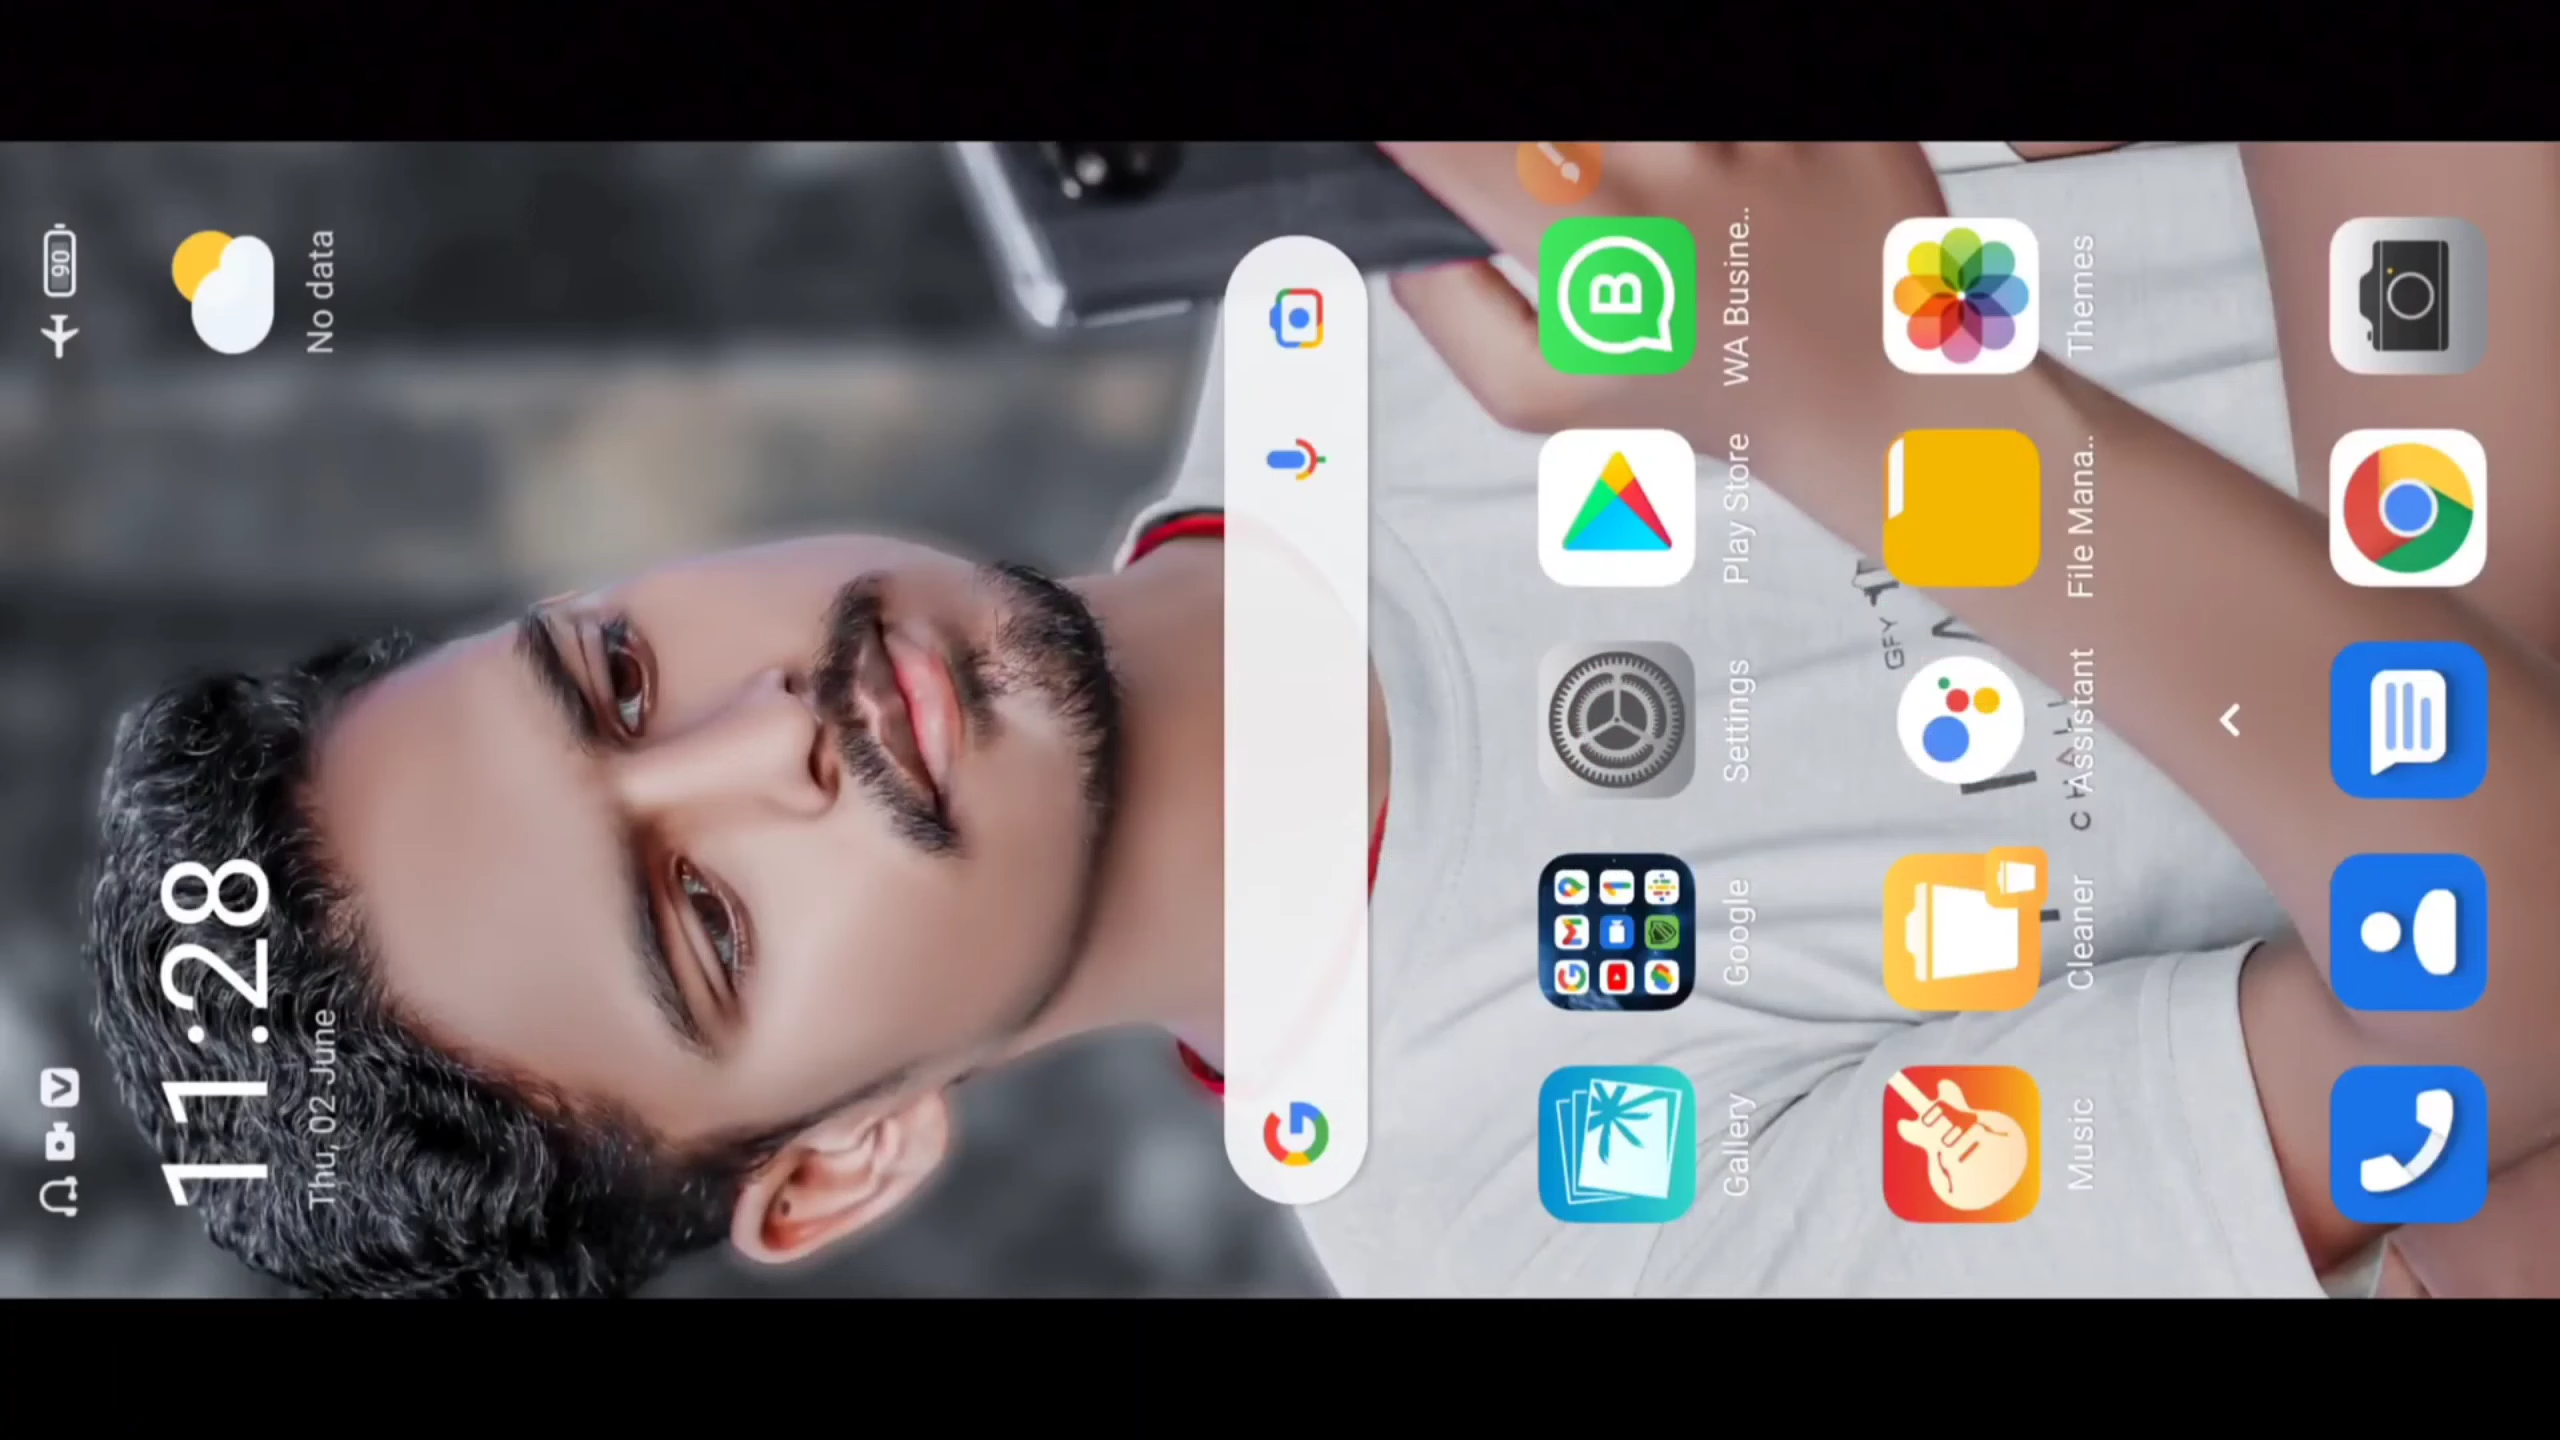 90
11:28
Thu, 02 June
No data
Gallery
Google
Settings
Play Store
WA Busine..
Music
Cleaner
Assistant
File Mana..
Themes
GFY